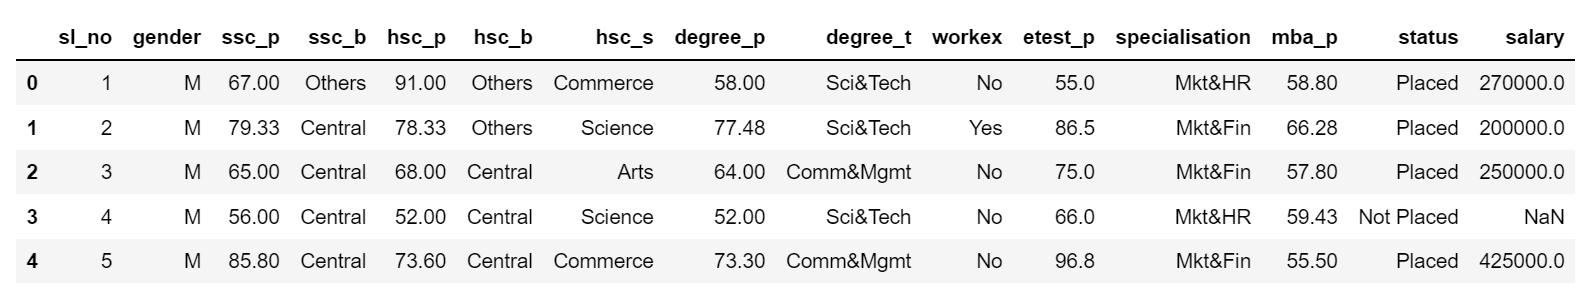 sl_no gender ssc_p ssc_b hsc_p hsc_b hsc_s degree_p degree_t workex etest_p specialisation mba_p status salary
0 1 M 67.00 Others 91.00 Others Commerce 58.00 Sci&Tech No 55.0 Mkt&HR 58.80 Placed 270000.0
1 2 M 79.33 Central 78.33 Others Science 77.48 Sci&Tech Yes 86.5 Mkt&Fin 66.28 Placed 200000.0
2 3 M 65.00 Central 68.00 Central Arts 64.00 Comm&Mgmt No 75.0 Mkt&Fin 57.80 Placed 250000.0
3 4 M 56.00 Central 52.00 Central Science 52.00 Sci&Tech No 66.0 Mkt&HR 59.43 Not Placed NaN
4 5 M 85.80 Central 73.60 Central Commerce 73.30 Comm&Mgmt No 96.8 Mkt&Fin 55.50 Placed 425000.0